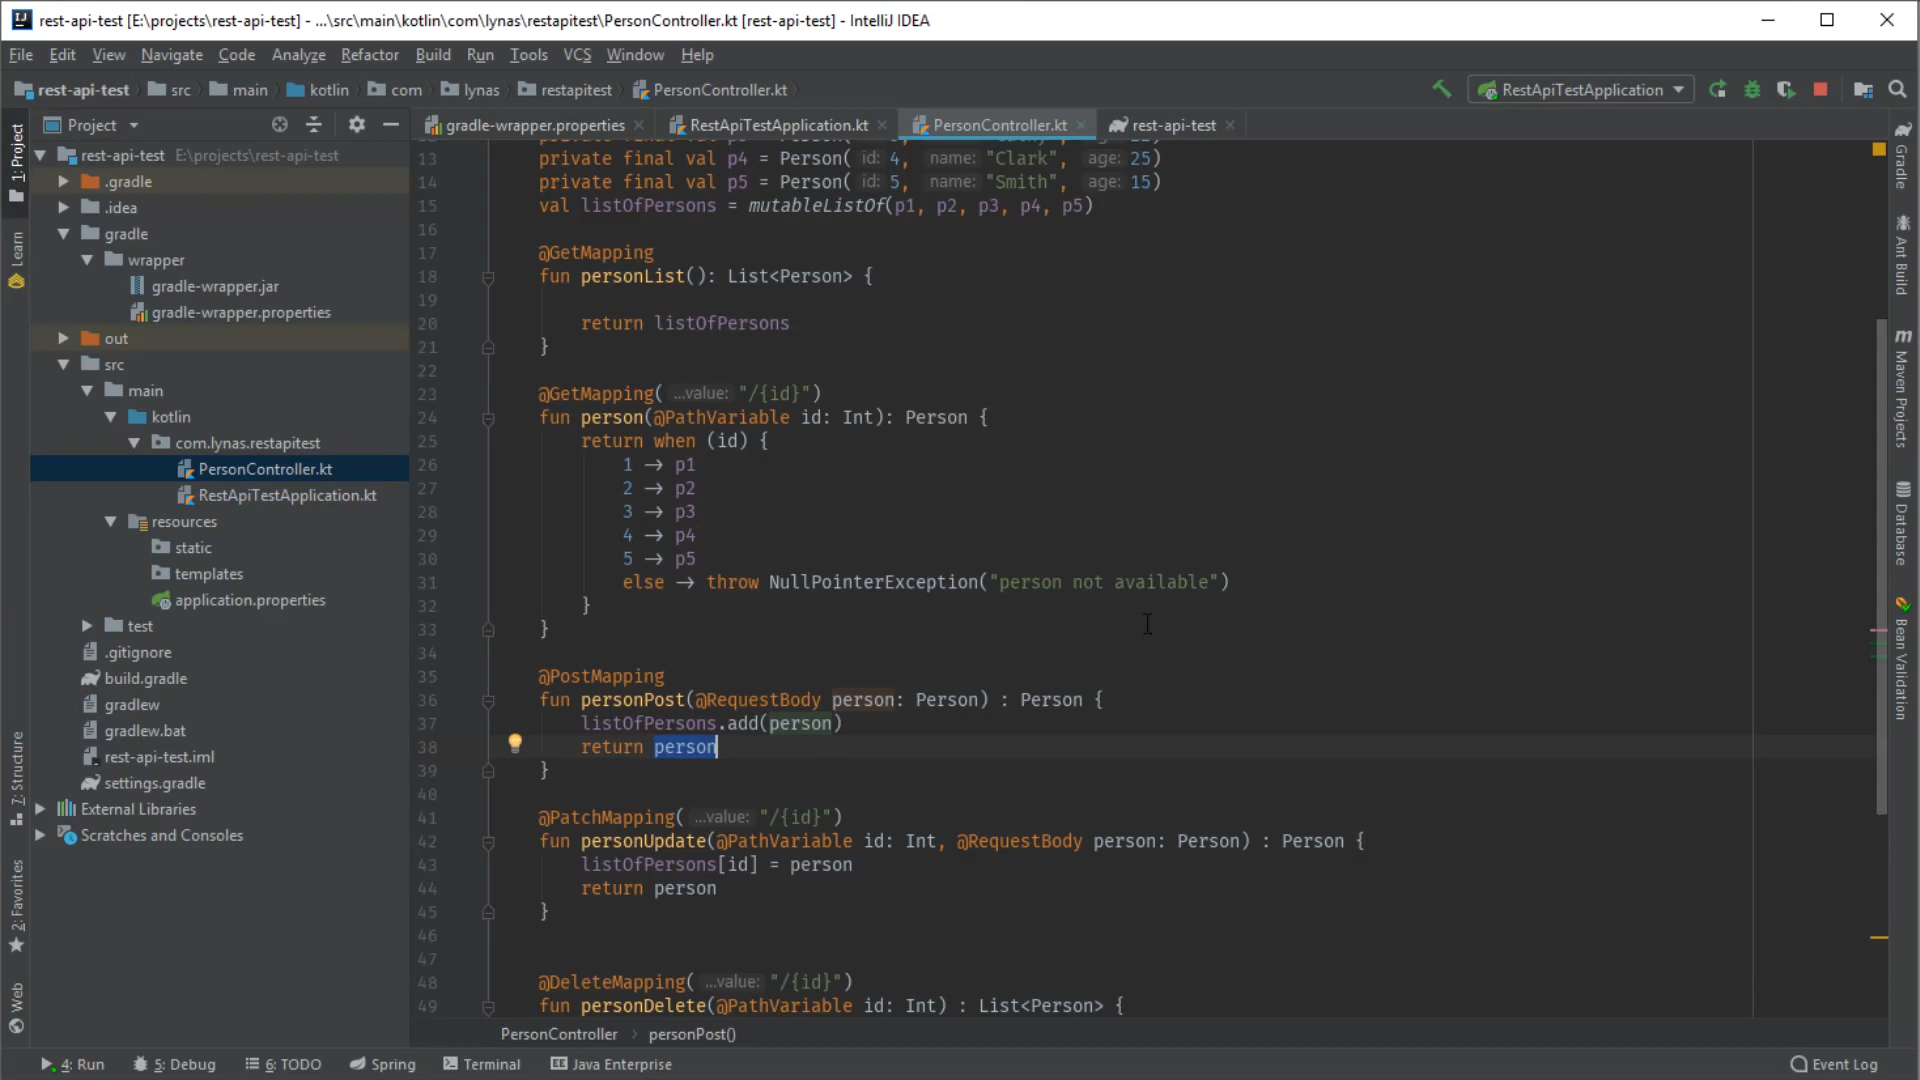 rest-api-test [E:\projects\rest-api-test] - ...\src\main\kotlin\com\lynas\restapitest\PersonController.kt [rest-api-test] - IntelliJ IDEA
File Edit View Navigate Code Analyze Refactor Build Run Tools VCS Window Help
rest-api-test src main kotlin com lynas restapitest PersonController.kt RestApiTestApplication
Project gradle-wrapper.properties RestApiTestApplication.kt PersonController.kt rest-api-test
1: Project
Learn
7: Structure
2: Favorites
Web
rest-api-test E:\projects\rest-api-test
.gradle
.idea
gradle
wrapper
gradle-wrapper.jar
gradle-wrapper.properties
out
src
main
kotlin
com.lynas.restapitest
PersonController.kt
RestApiTestApplication.kt
resources
static
templates
application.properties
test
.gitignore
build.gradle
gradlew
gradlew.bat
rest-api-test.iml
settings.gradle
External Libraries
Scratches and Consoles
13 private final val p4 = Person( id: 4, name: "Clark", age: 25)
14 private final val p5 = Person( id: 5, name: "Smith", age: 15)
15 val listOfPersons = mutableListOf(p1, p2, p3, p4, p5)
16
17 @GetMapping
18 fun personList(): List<Person> {
19
20 return listOfPersons
21 }
22
23 @GetMapping( ...value: "/{id}")
24 fun person(@PathVariable id: Int): Person {
25 return when (id) {
26 1 → p1
27 2 → p2
28 3 → p3
29 4 → p4
30 5 → p5
31 else → throw NullPointerException("person not available")
32 }
33 }
34
35 @PostMapping
36 fun personPost(@RequestBody person: Person) : Person {
37 listOfPersons.add(person)
38 return person
39 }
40
41 @PatchMapping( ...value: "/{id}")
42 fun personUpdate(@PathVariable id: Int, @RequestBody person: Person) : Person {
43 listOfPersons[id] = person
44 return person
45 }
46
47
48 @DeleteMapping( ...value: "/{id}")
49 fun personDelete(@PathVariable id: Int) : List<Person> {
PersonController personPost()
Gradle
Ant Build
Maven Projects
Database
Bean Validation
4: Run 5: Debug 6: TODO Spring Terminal Java Enterprise Event Log